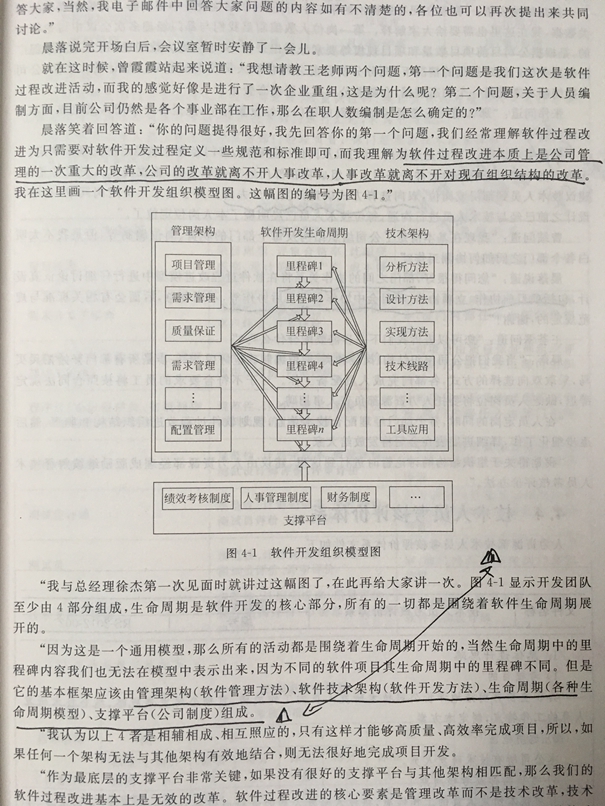 答大家,当然,我电子邮件中回答大家问题的内容如有不清楚的,各位也可以再次提出来共同
讨论。”
晨落说完开场白后,会议室暂时安静了一会儿。
就在这时候,曾霞霞站起来说道:“我想请教王老师两个问题,第一个问题是我们这次是软件
过程改进活动,而我的感觉好像是进行了一次企业重组,这是为什么呢?第二个问题,关于人员编
制方面,目前公司仍然是各个事业部在工作,那么在职人数编制是怎么确定的?”
晨落笑着回答道:“你的问题提得很好,我先回答你的第一个问题,我们经常理解软件过程改
进为只需要对软件开发过程定义一些规范和标准即可,而我理解为软件过程改进本质上是公司管
理的一次重大的改革,公司的改革就离不开人事改革,人事改革就离不开对现有组织结构的改革。
我在这里画一个软件开发组织模型图。这幅图的编号为图4-1。”
管理架构
项目管理
需求管理
质量保证
需求管理
⋮
配置管理
软件开发生命周期
里程碑1
里程碑2
里程碑3
里程碑4
⋮
里程碑n
技术架构
分析方法
设计方法
实现方法
技术线路
⋮
工具应用
绩效考核制度 人事管理制度 财务制度 …
支撑平台
图 4-1 软件开发组织模型图
“我与总经理徐杰第一次见面时就讲过这幅图了,在此再给大家讲一次。图4-1显示开发团队
至少由4部分组成,生命周期是软件开发的核心部分,所有的一切都是围绕着软件生命周期展
开的。
“因为这是一个通用模型,那么所有的活动都是围绕着生命周期开始的,当然生命周期中的里
程碑内容我们也无法在模型中表示出来,因为不同的软件项目其生命周期中的里程碑不同。但是
它的基本框架应该由管理架构(软件管理方法)、软件技术架构(软件开发方法)、生命周期(各种生
命周期模型)、支撑平台(公司制度)组成。
“我认为以上4者是相辅相成、相互照应的,只有这样才能够高质量、高效率完成项目,所以,如
果任何一个架构无法与其他架构有效地结合,则无法很好地完成项目开发。
“作为最底层的支撑平台非常关键,如果没有很好的支撑平台与其他架构相匹配,那么我们的
软件过程改进基本上是无效的改革。软件过程改进的核心要素是管理改革而不是技术改革,技术